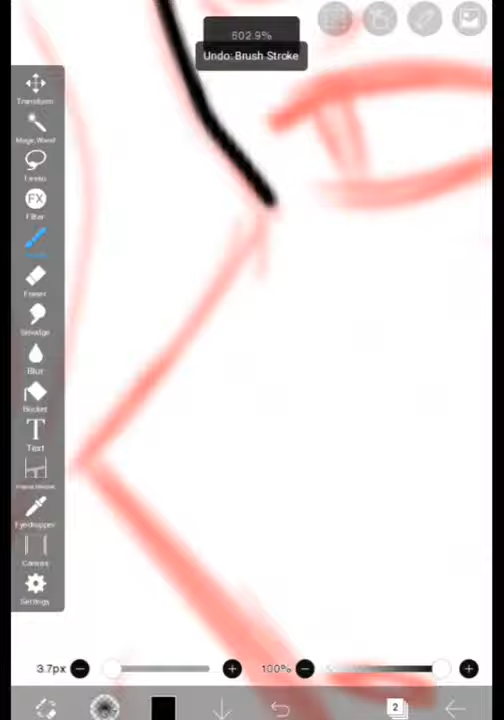 602.9%
Undo: Brush Stroke
Transform
Magic Wand
Lasso
FX
Filter
Eraser
Smudge
Blur
Bucket
T
Text
Eyedropper
Canvas
Settings
3.7px
100%
2